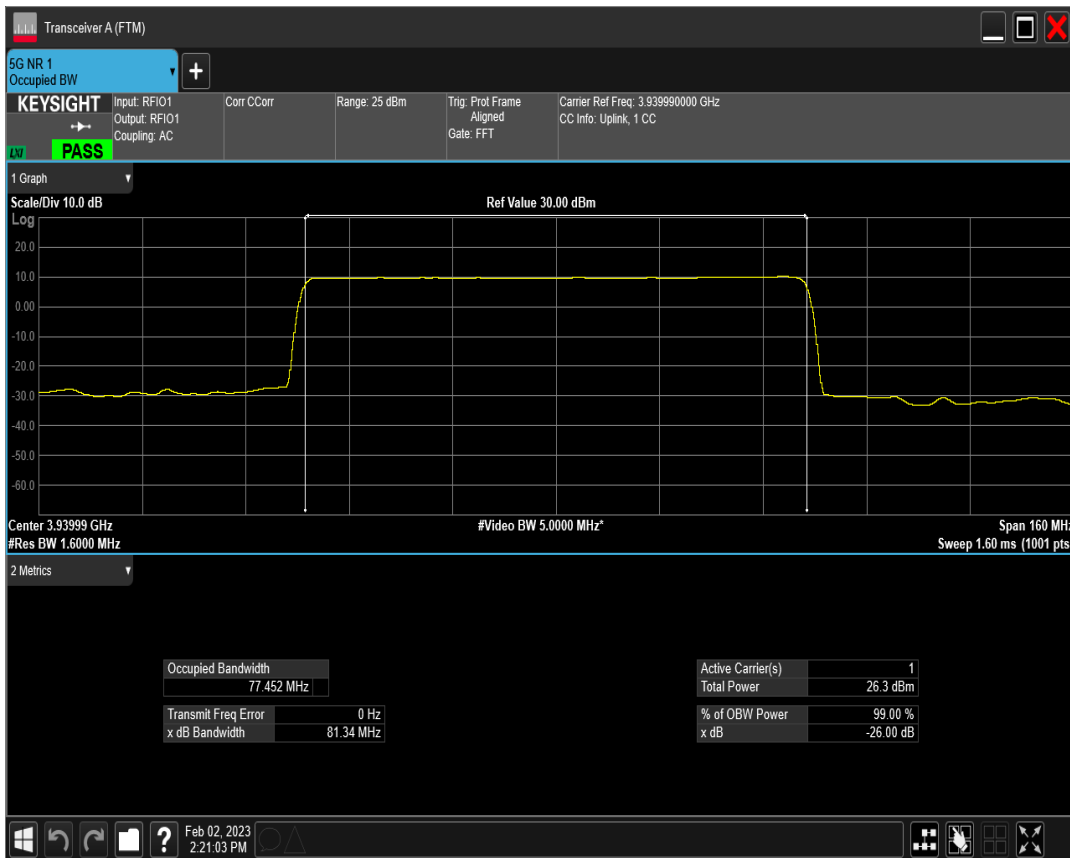 Transceiver A (FTM)
5G NR 1
Occupied BW
+
KEYSIGHT
LXI
PASS
Input: RFIO1
Output: RFIO1
Coupling: AC
Corr CCorr
Range: 25 dBm
Trig: Prot Frame
Aligned
Gate: FFT
Carrier Ref Freq: 3.939990000 GHz
CC Info: Uplink, 1 CC
1 Graph
Scale/Div 10.0 dB
Ref Value 30.00 dBm
Log
20.0
10.0
0.00
-10.0
-20.0
-30.0
-40.0
-50.0
-60.0
Center 3.93999 GHz
#Video BW 5.0000 MHz*
Span 160 MHz
#Res BW 1.6000 MHz
Sweep 1.60 ms (1001 pts
2 Metrics
Occupied Bandwidth
77.452 MHz
Transmit Freq Error 0 Hz
x dB Bandwidth 81.34 MHz
Active Carrier(s) 1
Total Power 26.3 dBm
% of OBW Power 99.00 %
x dB -26.00 dB
?
Feb 02, 2023
2:21:03 PM